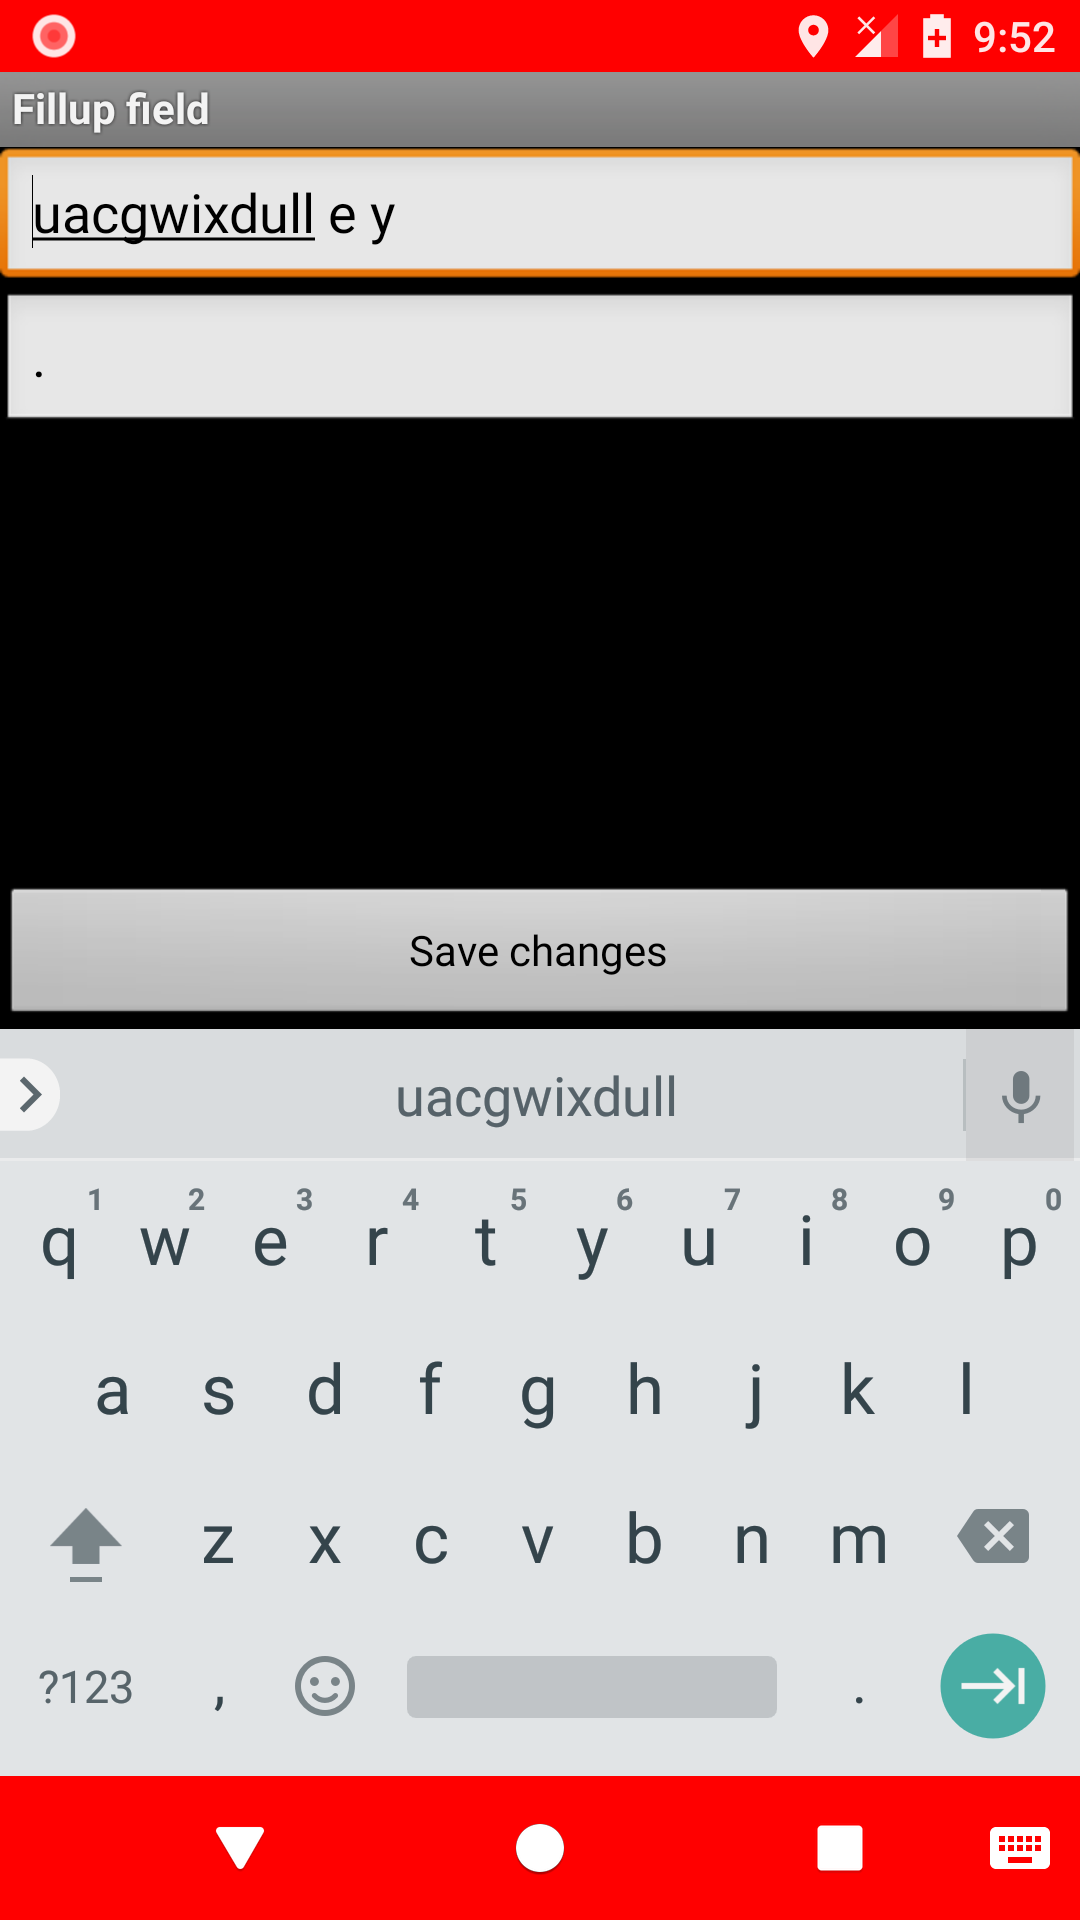 9:52
Fillup field
uacgwixdull e y
.
Save changes
uacgwixdull
1 2 3 4 5 6 7 8 9 0
q w e r t y u i o p
a s d f g h j k l
z x c v b n m
?123 , .